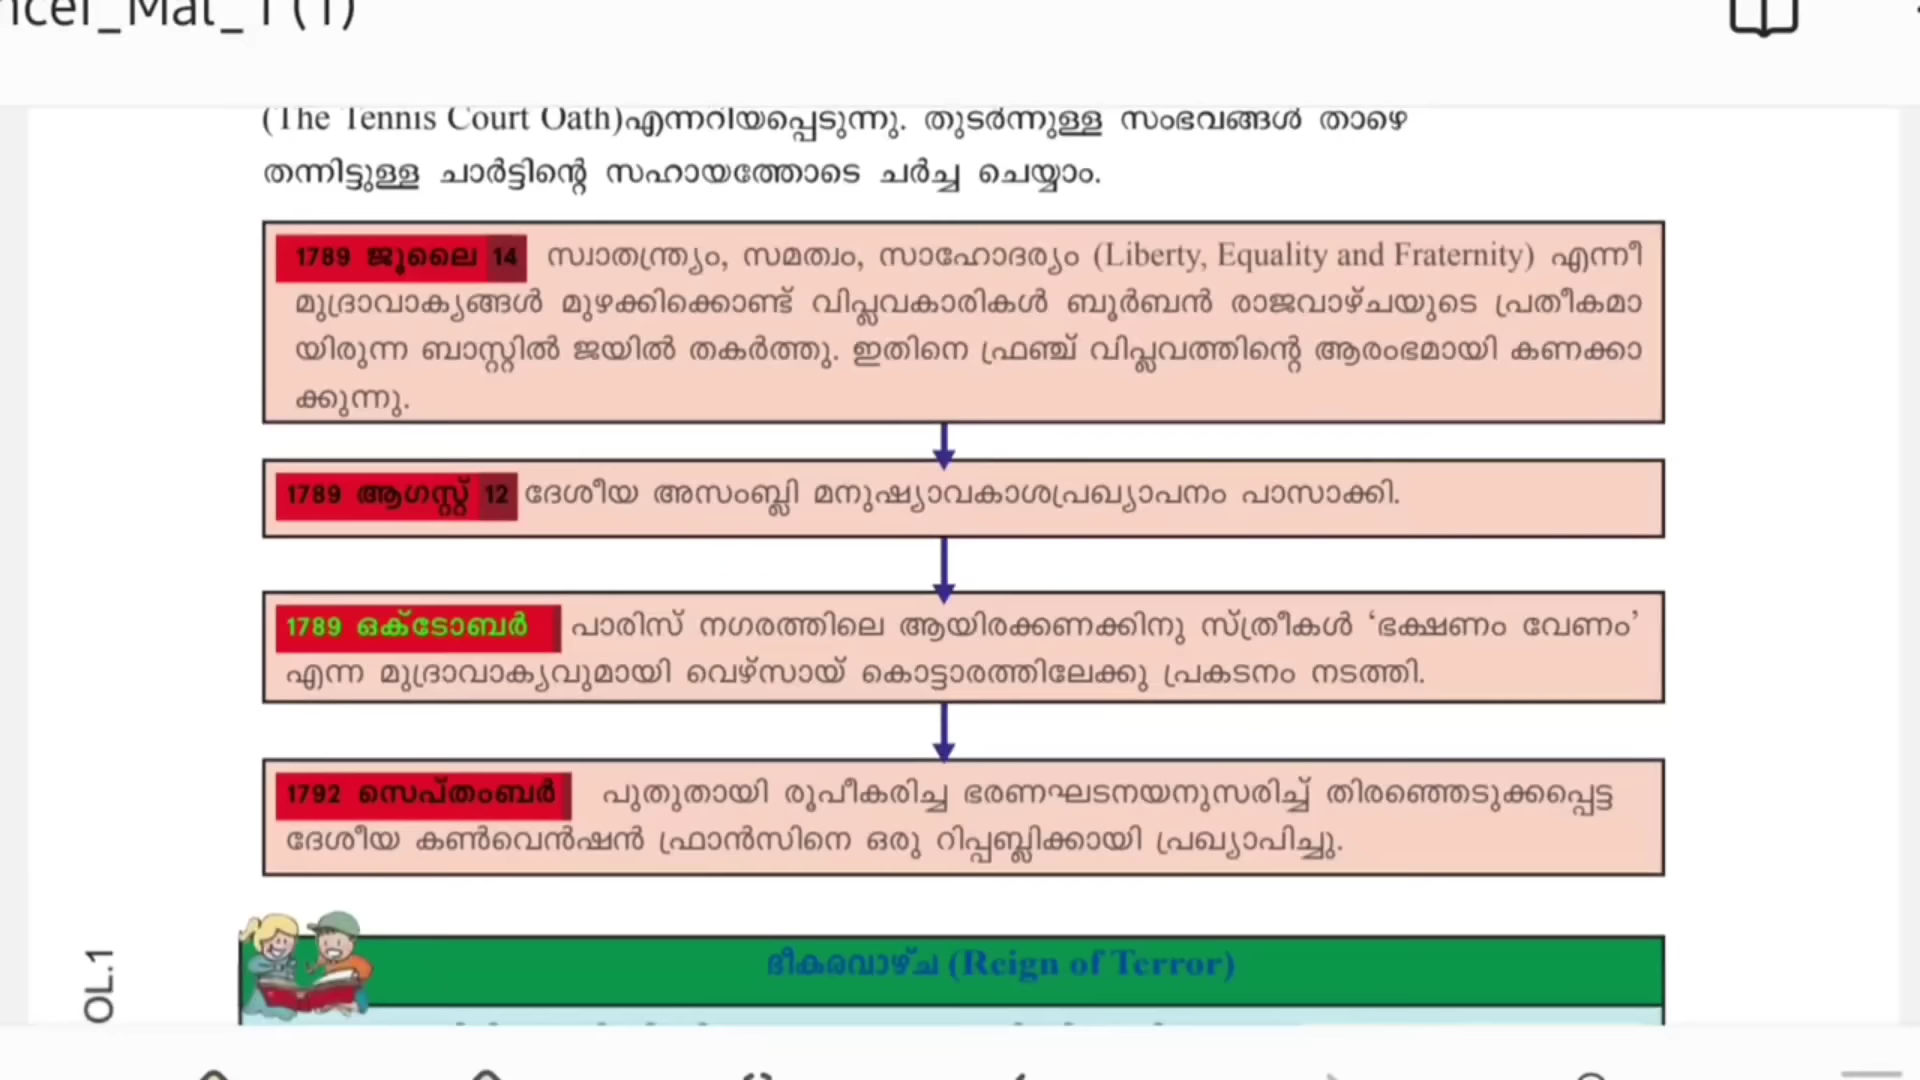 (The Tennis Court Oath)എന്നറിയപ്പെടുന്നു. തുടർന്നുള്ള സംഭവങ്ങൾ താഴെ
തന്നിട്ടുള്ള ചാർട്ടിന്റെ സഹായത്തോടെ ചർച്ച ചെയ്യാം.
1789 ജൂലൈ 14 സ്വാതന്ത്ര്യം, സമത്വം, സാഹോദര്യം (Liberty, Equality and Fraternity) എന്നീ
മുദ്രാവാക്യങ്ങൾ മുഴക്കിക്കൊണ്ട് വിപ്ലവകാരികൾ ബൂർബൻ രാജവാഴ്ചയുടെ പ്രതീകമാ
യിരുന്ന ബാസ്റ്റിൽ ജയിൽ തകർത്തു. ഇതിനെ ഫ്രഞ്ച് വിപ്ലവത്തിന്റെ ആരംഭമായി കണക്കാ
ക്കുന്നു.
1789 ആഗസ്റ്റ് 12 ദേശീയ അസംബ്ലി മനുഷ്യാവകാശപ്രഖ്യാപനം പാസാക്കി.
1789 ഒക്ടോബർ പാരിസ് നഗരത്തിലെ ആയിരക്കണക്കിനു സ്ത്രീകൾ ‘ഭക്ഷണം വേണം’
എന്ന മുദ്രാവാക്യവുമായി വെഴ്സായ് കൊട്ടാരത്തിലേക്കു പ്രകടനം നടത്തി.
1792 സെപ്തംബർ പുതുതായി രൂപീകരിച്ച ഭരണഘടനയനുസരിച്ച് തിരഞ്ഞെടുക്കപ്പെട്ട
ദേശീയ കൺവെൻഷൻ ഫ്രാൻസിനെ ഒരു റിപ്പബ്ലിക്കായി പ്രഖ്യാപിച്ചു.
ഭീകരവാഴ്ച (Reign of Terror)
OL.1